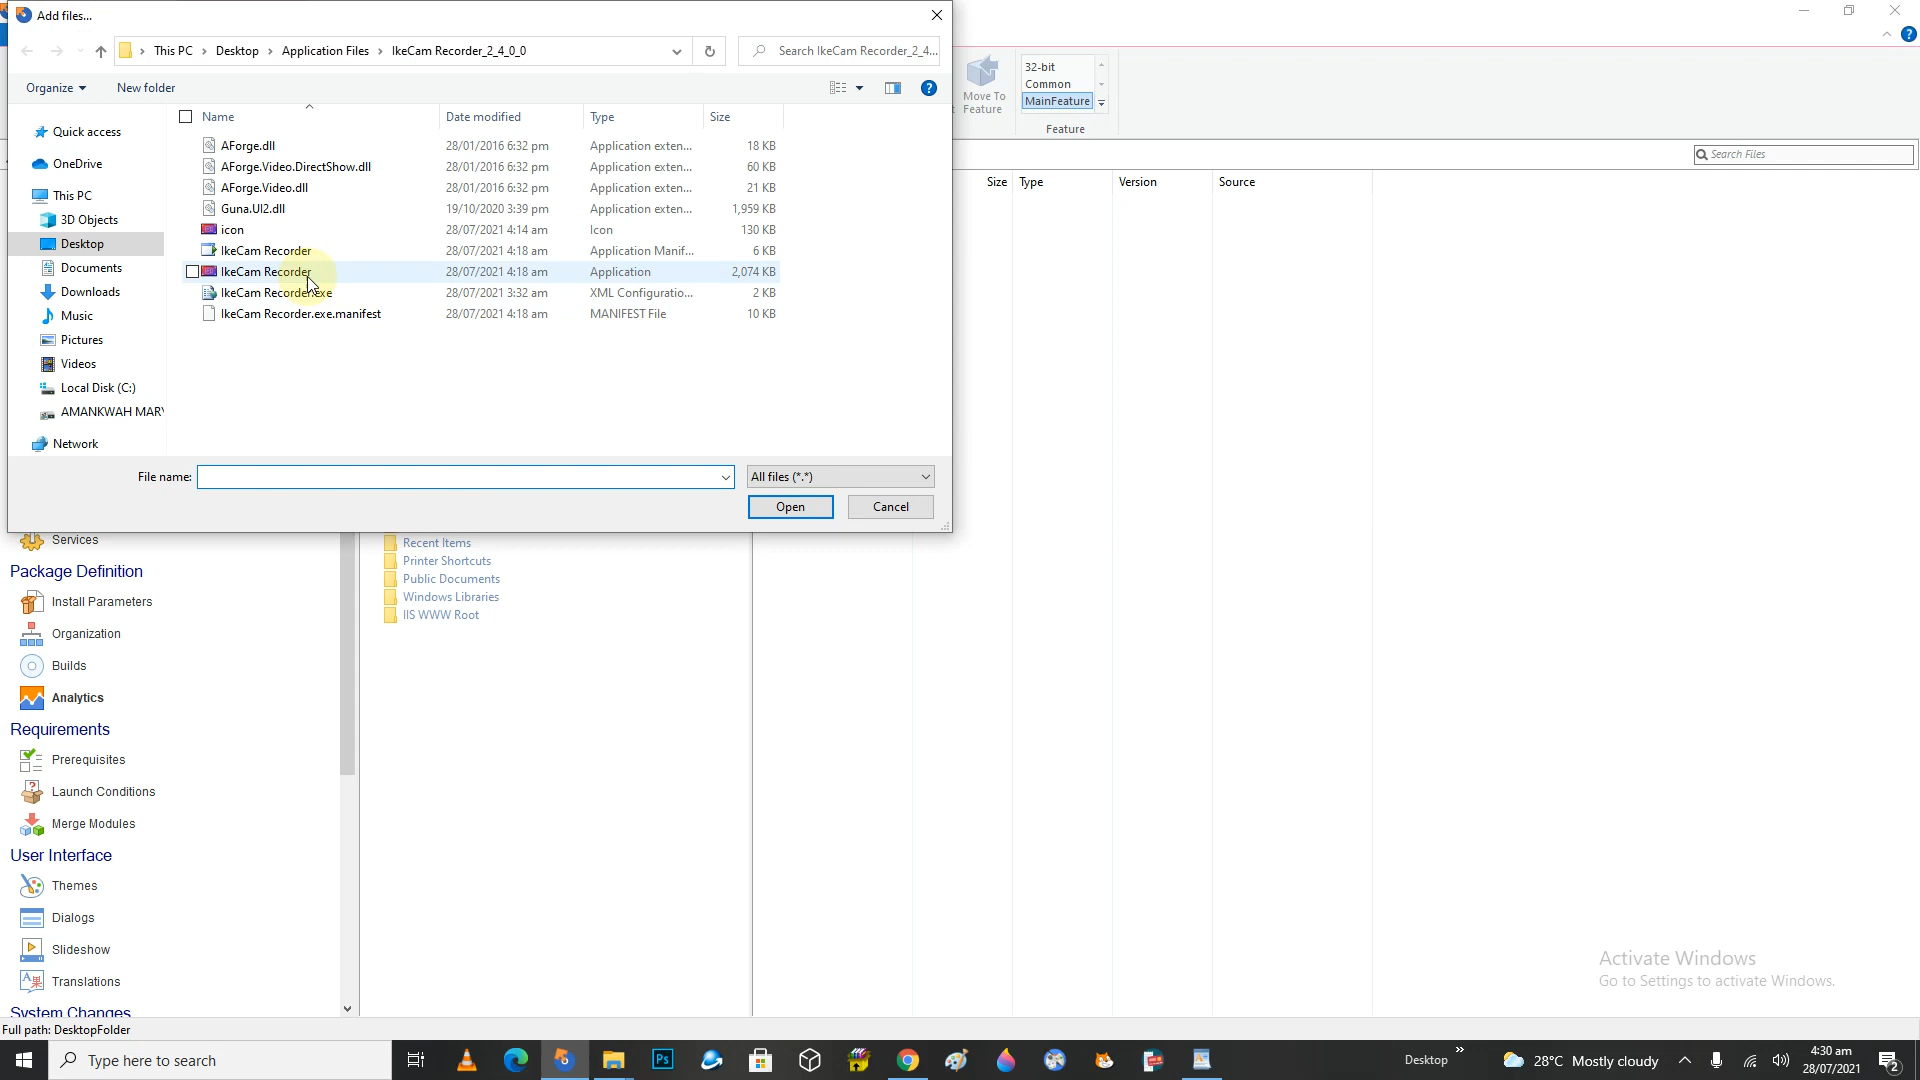 Add files...
This PC > Desktop > Application Files > IkeCam Recorder_2_4_0_0
Search IkeCam Recorder_2_4...
Organize
New folder
Name
Date modified
Type
Size
Quick access
OneDrive
This PC
3D Objects
Desktop
Documents
Downloads
Music
Pictures
Videos
Local Disk (C:)
AMANKWAH MARY
Network
AForge.dll 28/01/2016 6:32 pm Application exten... 18 KB
AForge.Video.DirectShow.dll 28/01/2016 6:32 pm Application exten... 60 KB
AForge.Video.dll 28/01/2016 6:32 pm Application exten... 21 KB
Guna.UI2.dll 19/10/2020 3:39 pm Application exten... 1,959 KB
icon 28/07/2021 4:14 am Icon 130 KB
IkeCam Recorder 28/07/2021 4:18 am Application Manif... 6 KB
IkeCam Recorder 28/07/2021 4:18 am Application 2,074 KB
IkeCam Recorder.exe 28/07/2021 3:32 am XML Configuratio... 2 KB
IkeCam Recorder.exe.manifest 28/07/2021 4:18 am MANIFEST File 10 KB
File name:
All files (*.*)
Open
Cancel
Move To
Feature
32-bit
Common
MainFeature
Feature
Search Files
Size
Type
Version
Source
Services
Package Definition
Install Parameters
Organization
Builds
Analytics
Requirements
Prerequisites
Launch Conditions
Merge Modules
User Interface
Themes
Dialogs
Slideshow
Translations
System Changes
Recent Items
Printer Shortcuts
Public Documents
Windows Libraries
IIS WWW Root
Activate Windows
Go to Settings to activate Windows.
Full path: DesktopFolder
Type here to search
Ps
Desktop
28°C Mostly cloudy
4:30 am
28/07/2021
2